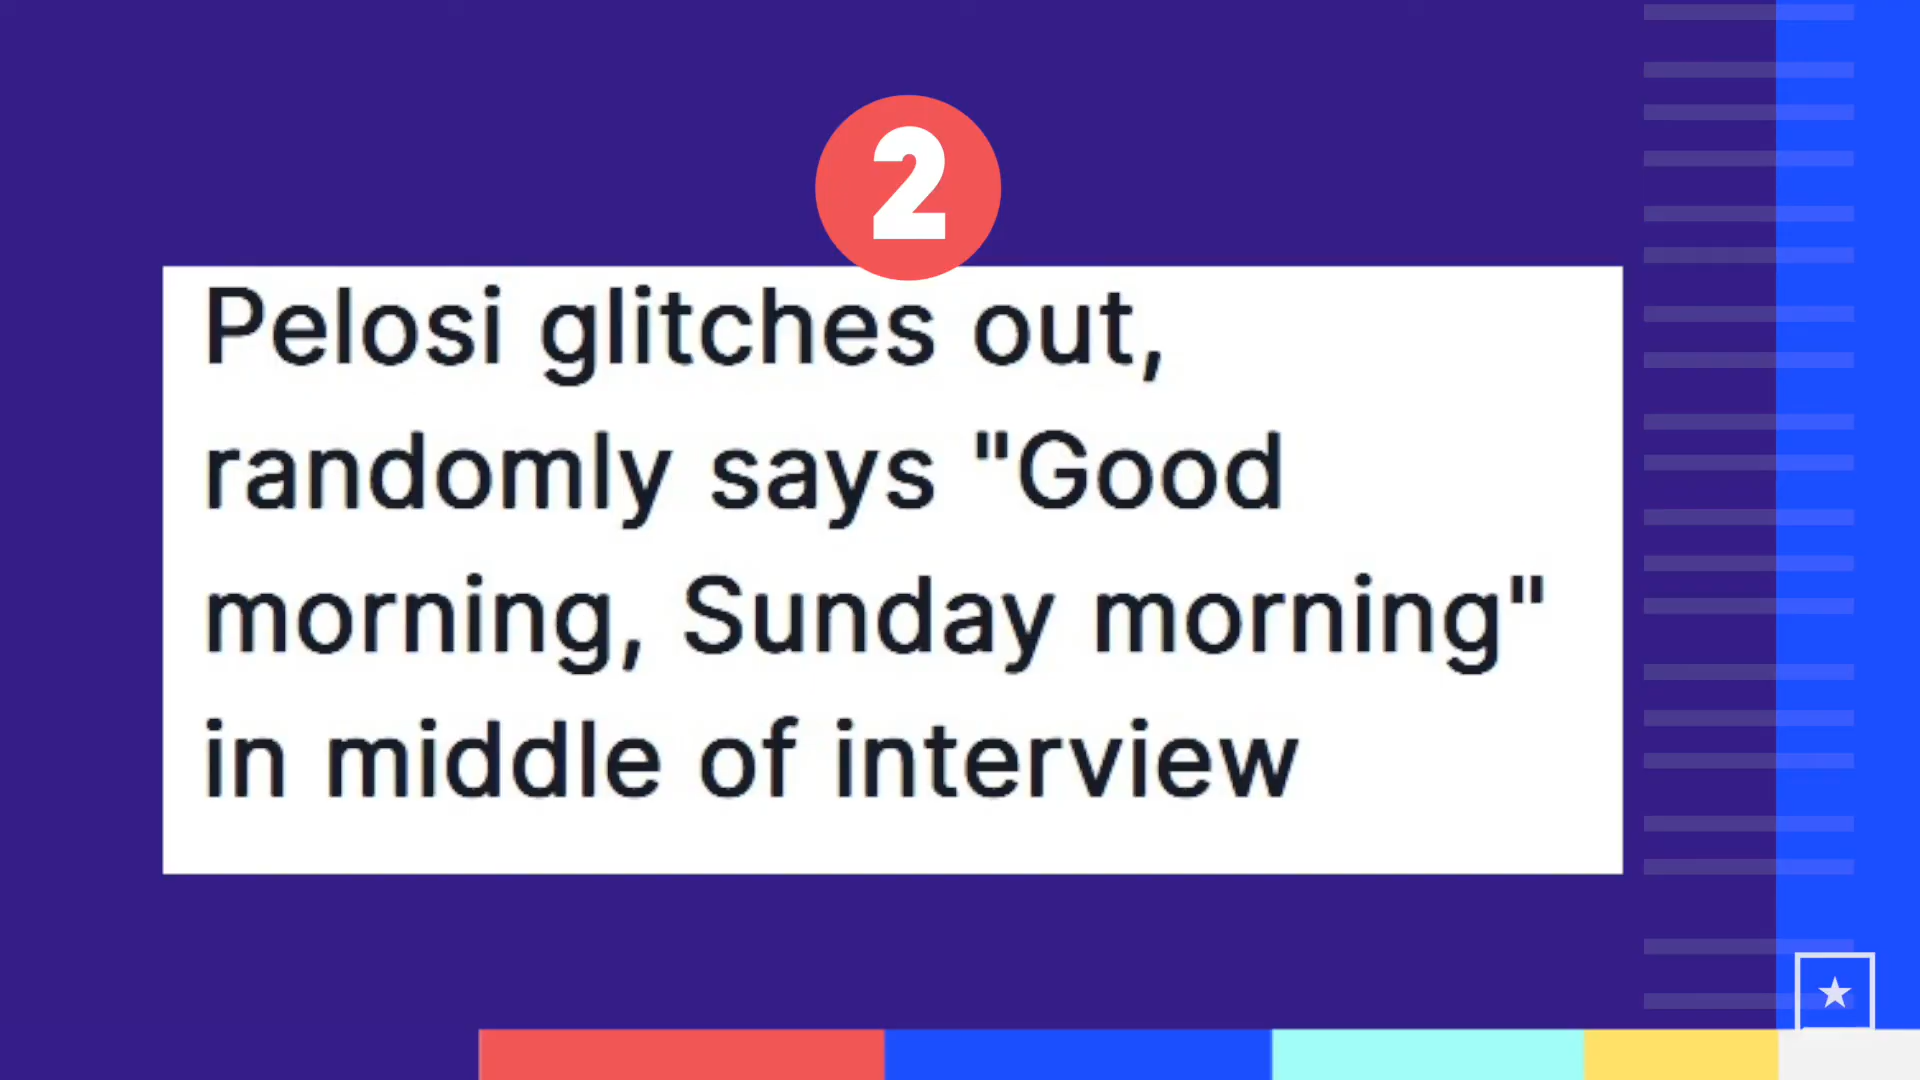 2
Pelosi glitches out,
randomly says "Good
morning, Sunday morning"
in middle of interview